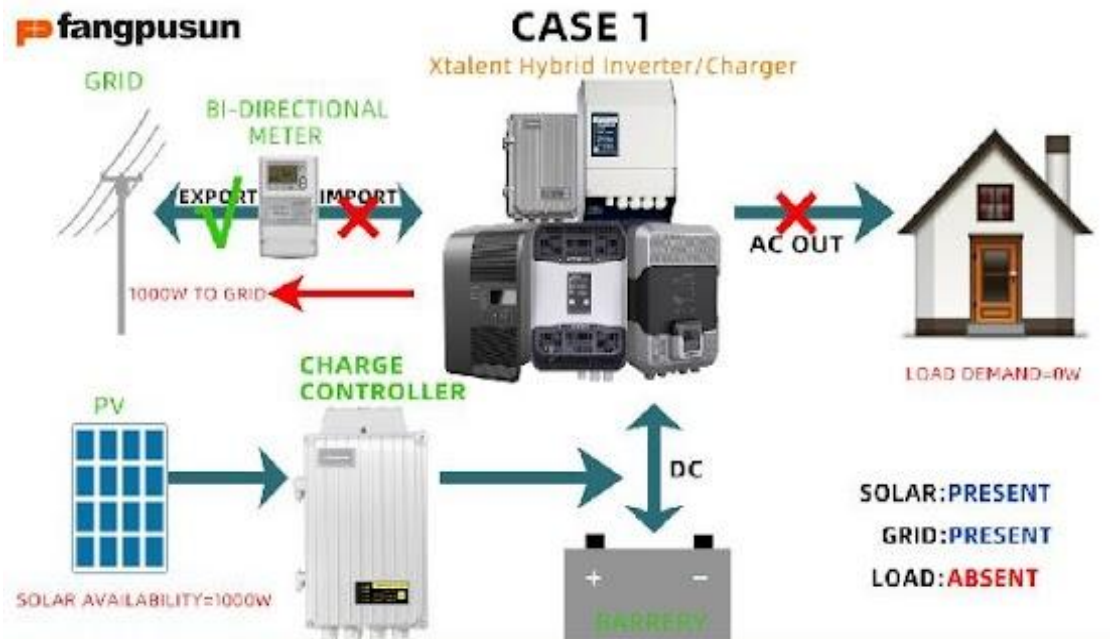 fangpusun
CASE 1
Xtalent Hybrid Inverter/Charger
GRID
BI-DIRECTIONAL
METER
EXPORT
IMPORT
AC OUT
1000W TO GRID
LOAD DEMAND=0W
CHARGE
CONTROLLER
PV
DC
SOLAR:PRESENT
GRID:PRESENT
LOAD:ABSENT
SOLAR AVAILABILITY=1000W
+ −
BARRERY